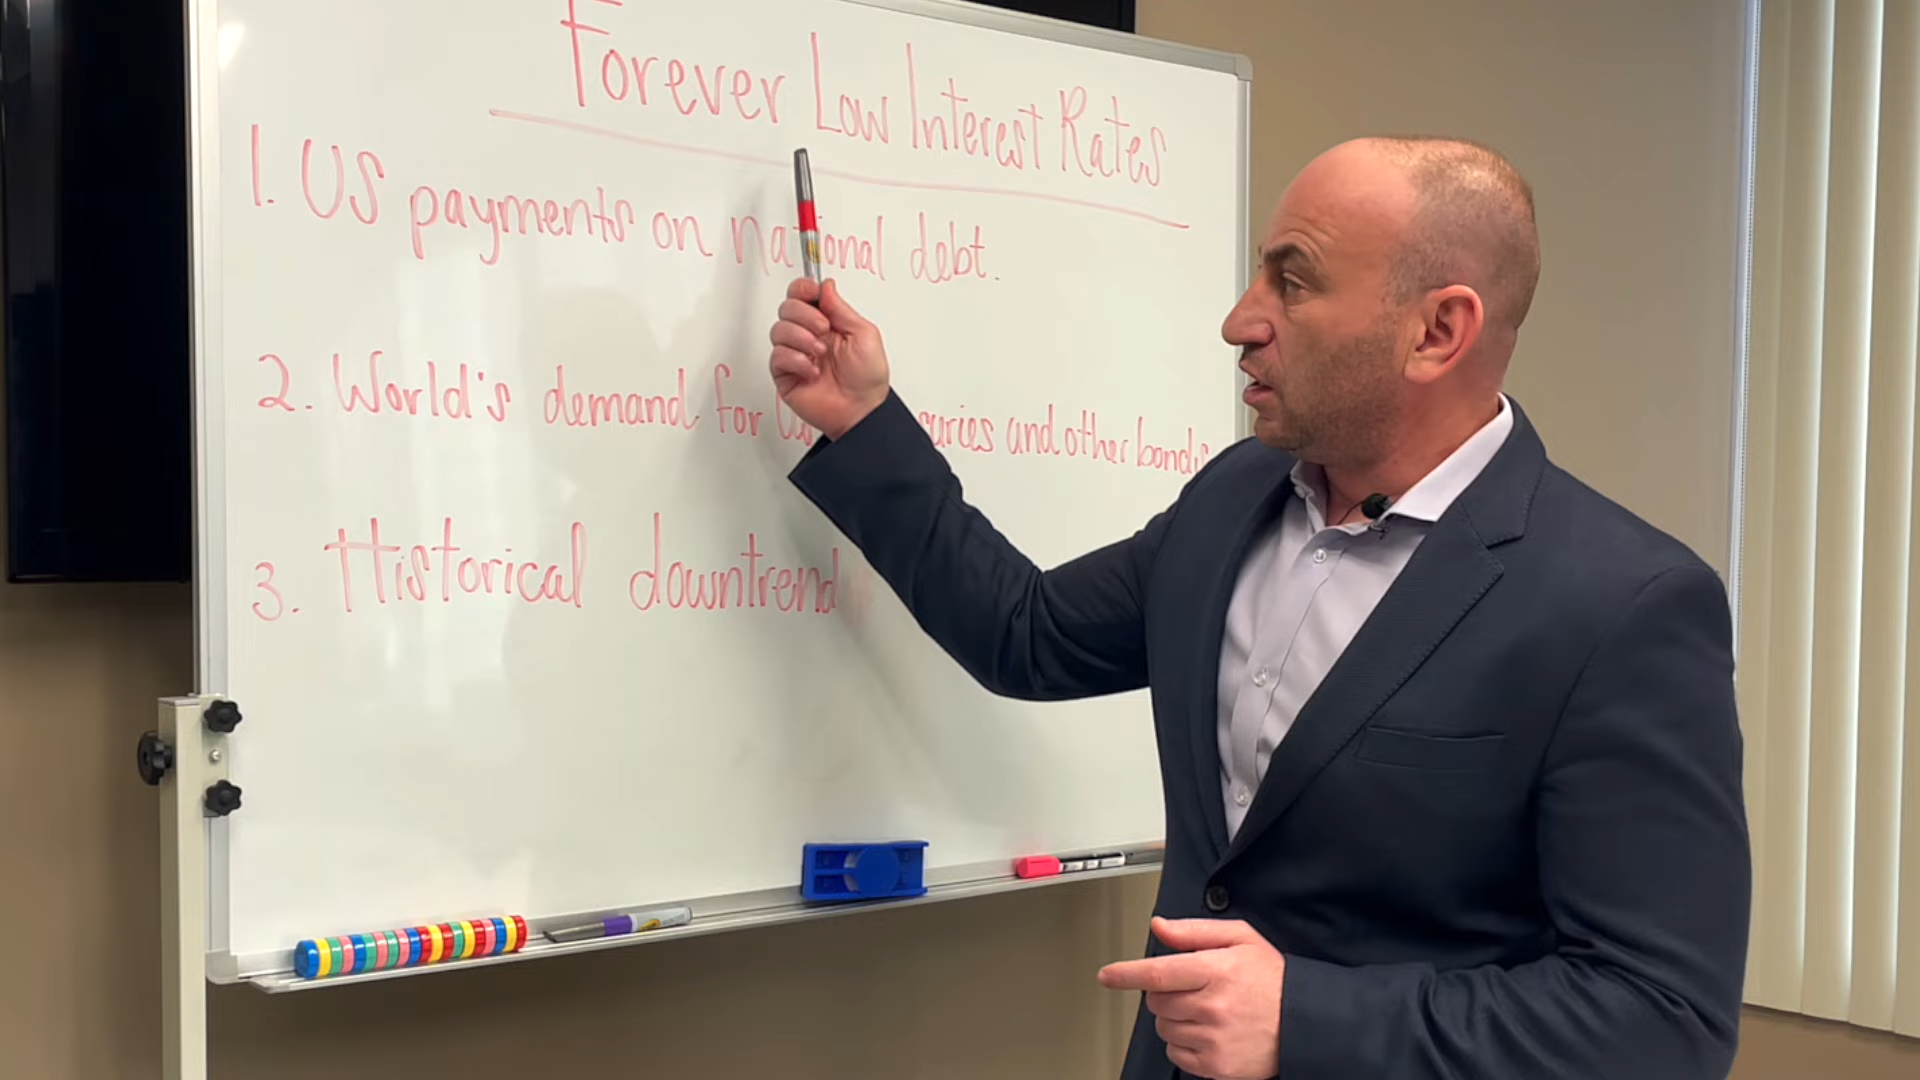 Forever Low Interest Rates
1. US payments on national debt.
2. World's demand for and other bonds
3. Historical downtrend